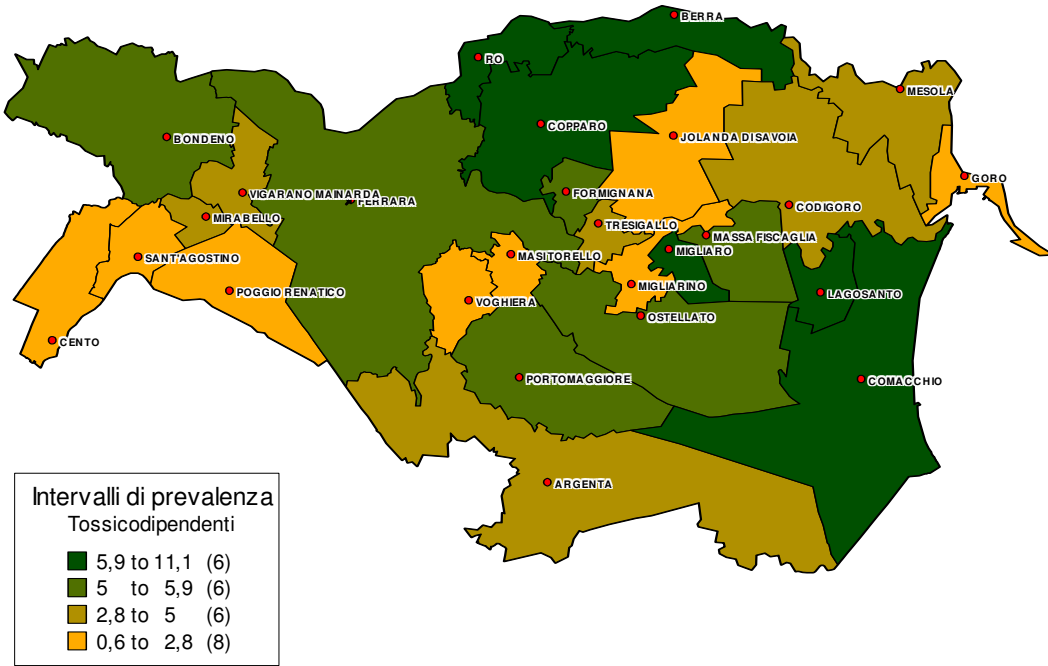 BERRA
RO
MESOLA
COPPARO
JOLANDA DI SAVOIA
BONDENO
GORO
FORMIGNANA
VIGARANO MAINARDA
FERRARA
CODIGORO
MIRABELLO
TRESIGALLO
MASSA FISCAGLIA
MIGLIARO
MASITORELLO
SANT'AGOSTINO
MIGLIARINO
POGGIO RENATICO
LAGOSANTO
VOGHIERA
OSTELLATO
CENTO
PORTOMAGGIORE
COMACCHIO
ARGENTA
Intervalli di prevalenza
Tossicodipendenti
5,9 to 11,1 (6)
5 to 5,9 (6)
2,8 to 5 (6)
0,6 to 2,8 (8)